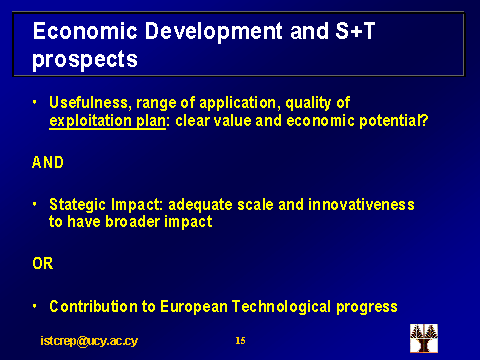 Economic Development and S+T
prospects
• Usefulness, range of application, quality of
exploitation plan: clear value and economic potential?
AND
• Stategic Impact: adequate scale and innovativeness
to have broader impact
OR
• Contribution to European Technological progress
istcrep@ucy.ac.cy
15